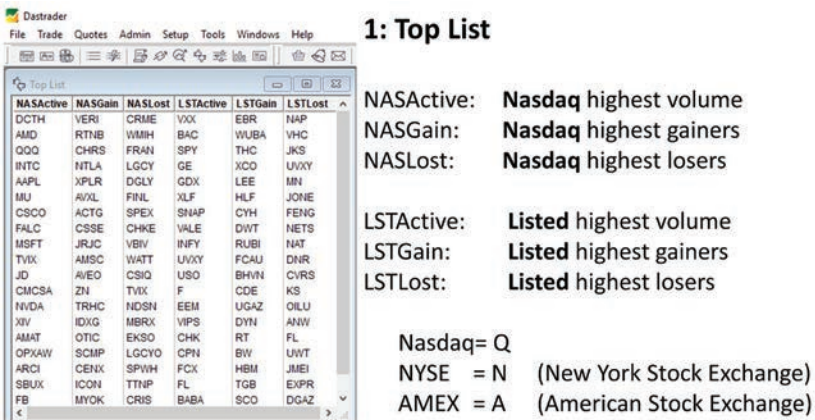 Dastrader
File Trade Quotes Dastrader Admin Setup Tools Windows Help
Top List
NASActive NASGain NASLost LSTActive LSTGain LSTLost
DCTH VERI CRME VXX EBR NAP
AMD RTNB WMIH BAC WUBA VHC
QQQ CHRS FRAN SPY THC JKS
INTC NTLA LGCY GE XCO UVXY
AAPL XPLR DGLY GDX LEE MN
MU AVXL FINL XLF HLF JONE
CSCO ACTG SPEX SNAP CYH FENG
FALC CSSE CHKE VALE DWT NETS
MSFT JRJC VBIV INFY RUBI NAT
TVIX AMSC WATT UVXY FCAU DNR
JD AVEO CSIQ USO BHVN CVRS
CMCSA ZN TVIX F CDE KS
NVDA TRHC NDSN EEM UGAZ OILU
XIV IDXG MBRX VIPS DYN ANW
AMAT OTIC EKSO CHK RT FL
OPXAW SCMP LGCYO CPN BW UWT
ARCI CENX SPWH FCX HBM JMEI
SBUX ICON TTNP FL TGB EXPR
FB MYOK CRIS BABA SCO DGAZ
1: Top List
NASActive: Nasdaq highest volume
NASGain: Nasdaq highest gainers
NASLost: Nasdaq highest losers
LSTActive: Listed highest volume
LSTGain: Listed highest gainers
LSTLost: Listed highest losers
Nasdaq= Q
NYSE = N (New York Stock Exchange)
AMEX = A (American Stock Exchange)